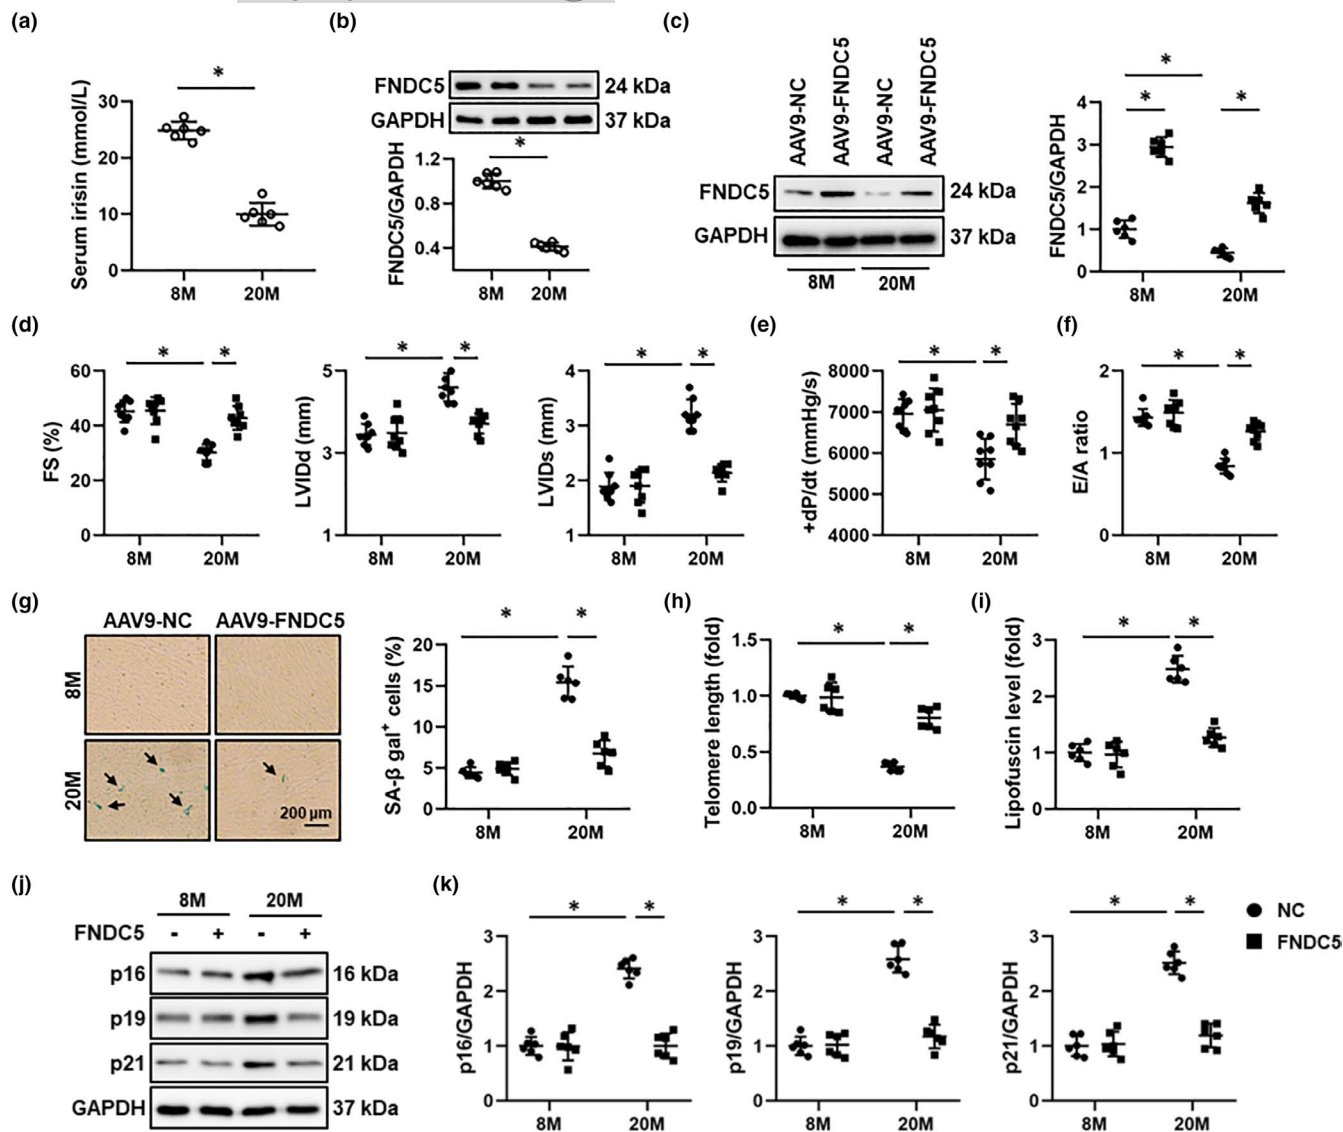 (a)
*
Serum irisin (mmol/L)
30
20
10
0
8M 20M
(b)
FNDC5 24 kDa
GAPDH 37 kDa
*
FNDC5/GAPDH
1.2
0.8
0.4
8M 20M
(c)
AAV9-NC
AAV9-FNDC5
AAV9-NC
AAV9-FNDC5
FNDC5 24 kDa
GAPDH 37 kDa
8M 20M
*
* *
FNDC5/GAPDH
4
3
2
1
0
8M 20M
(d)
* *
FS (%)
60
40
20
0
8M 20M
* *
LVIDd (mm)
5
3
1
8M 20M
* *
LVIDs (mm)
4
3
2
1
8M 20M
(e)
* *
+dP/dt (mmHg/s)
8000
7000
6000
5000
4000
8M 20M
(f)
* *
E/A ratio
2
1
0
8M 20M
(g)
AAV9-NC AAV9-FNDC5
8M
20M
200 µm
* *
SA-β gal+ cells (%)
20
15
10
5
0
8M 20M
(h)
* *
Telomere length (fold)
1.5
1.0
0.5
0.0
8M 20M
(i)
* *
Lipofuscin level (fold)
3
2
1
0
8M 20M
(j)
8M 20M
FNDC5 - + - +
p16 16 kDa
p19 19 kDa
p21 21 kDa
GAPDH 37 kDa
(k)
* *
p16/GAPDH
3
2
1
0
8M 20M
* *
p19/GAPDH
3
2
1
0
8M 20M
* *
p21/GAPDH
3
2
1
0
8M 20M
NC
FNDC5